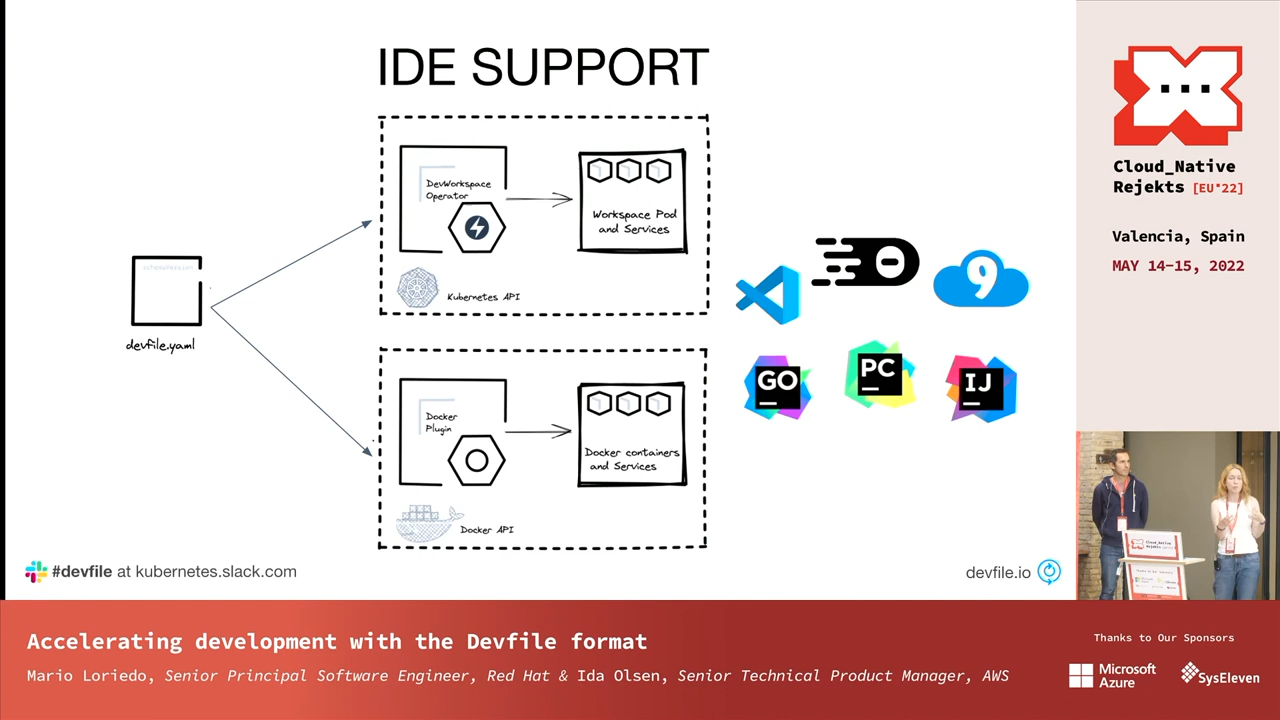 IDE SUPPORT
DevWorkspace
Operator
Workspace Pod
and Services
Kubernetes API
devfile.yaml
Docker
Plugin
Docker containers
and Services
Docker API
9
GO
PC
IJ
#devfile at kubernetes.slack.com
devfile.io
Cloud_Native
Rejekts [EU*22]
Valencia, Spain
MAY 14-15, 2022
Cloud_Native
Accelerating development with the Devfile format
Mario Loriedo, Senior Principal Software Engineer, Red Hat & Ida Olsen, Senior Technical Product Manager, AWS
Thanks to Our Sponsors
Microsoft
Azure
SysEleven